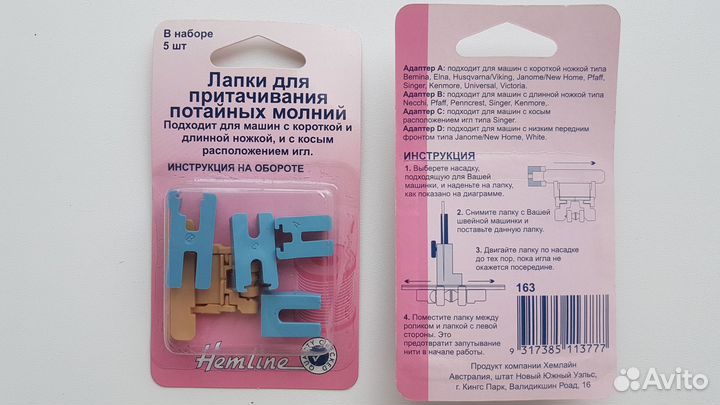 В наборе
5 шт
Лапки для
притачивания
потайных молний
Подходит для машин с короткой и
длинной ножкой, и с косым
расположением игл.
ИНСТРУКЦИЯ НА ОБОРОТЕ
Hemline
Адаптер A: подходит для машин с короткой ножкой типа
Bernina, Elna, Husqvarna/Viking, Janome/New Home, Pfaff,
Singer, Kenmore, Universal, Victoria.
Адаптер B: подходит для машин с длинной ножкой типа
Necchi, Pfaff, Penncrest, Singer, Kenmore,.
Адаптер C: подходит для машин с косым
расположением игл типа Singer.
Адаптер D: подходит для машин с низким передним
фронтом типа Janome/New Home, White.
ИНСТРУКЦИЯ
1. Выберете насадку,
подходящую для Вашей
машинки, и наденьте на лапку,
как показано на диаграмме.
2. Снимите лапку с Вашей
швейной машинки и
поставьте данную лапку.
3. Двигайте лапку по насадке
до тех пор, пока игла не
окажется посередине.
163
4. Поместите лапку между
роликом и лапкой с левой
стороны. Это
предотвратит запутывание
нити в начале работы.
9 317385 113777
Продукт компании Хемлайн
Австралия, штат Новый Южный Уэльс,
г. Кингс Парк, Валидикшин Роад, 16
Avito